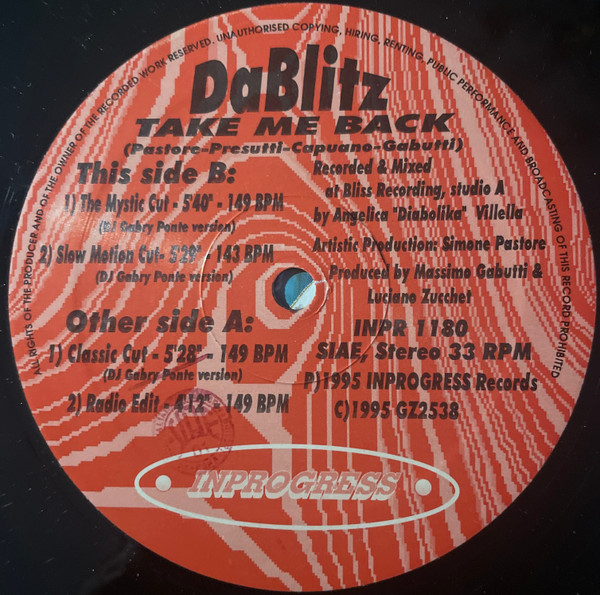 ALL RIGHTS OF THE PRODUCER AND OF THE OWNER OF THE RECORDED WORK RESERVED. UNAUTHORISED COPYING, HIRING, RENTING, PUBLIC PERFORMANCE AND BROADCASTING OF THIS RECORD PROHIBITED
DaBlitz
TAKE ME BACK
(Pastore-Presutti-Capuano-Gabutti)
This side B:
1) The Mystic Cut - 5'40" - 149 BPM
(DJ Gabry Ponte version)
2) Slow Motion Cut- 5'29" - 143 BPM
(DJ Gabry Ponte version)
Other side A:
1) Classic Cut - 5'28" - 149 BPM
(DJ Gabry Ponte version)
2) Radio Edit - 4'12" - 149 BPM
Recorded & Mixed
at Bliss Recording, studio A
by Angelica "Diabolika" Villella
Artistic Production: Simone Pastore
Produced by Massimo Gabutti &
Luciano Zucchet
INPR 1180
SIAE, Stereo 33 RPM
P)1995 INPROGRESS Records
C)1995 GZ2538
INPROGRESS